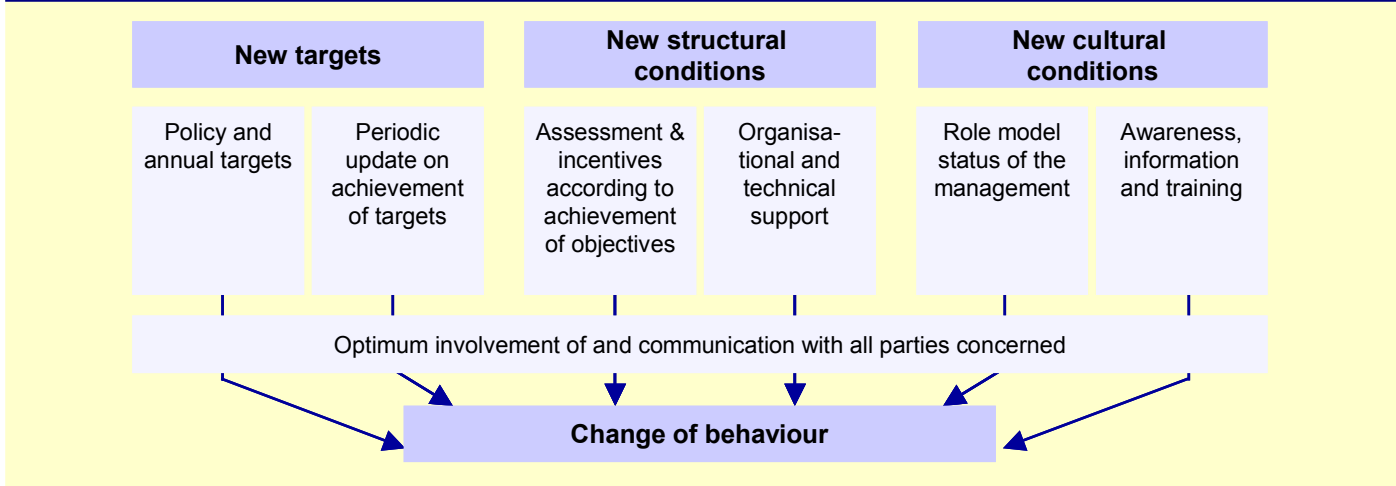 New targets
New structural
conditions
New cultural
conditions
Policy and
annual targets
Periodic
update on
achievement
of targets
Assessment &
incentives
according to
achievement
of objectives
Organisa-
tional and
technical
support
Role model
status of the
management
Awareness,
information
and training
Optimum involvement of and communication with all parties concerned
Change of behaviour